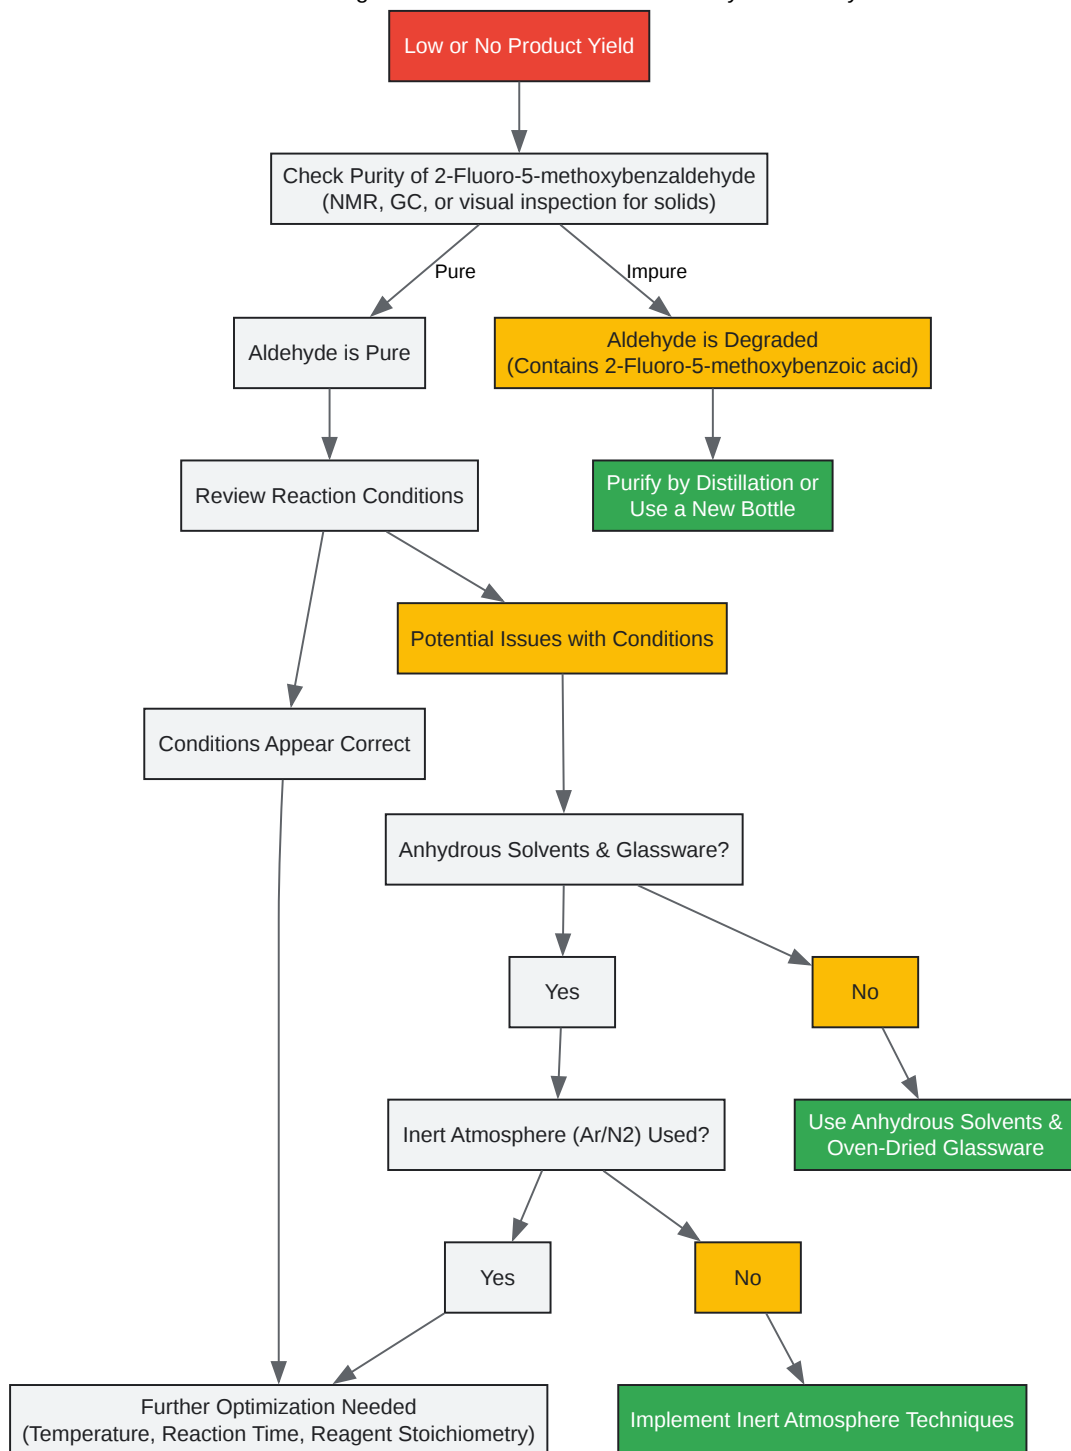 Low or No Product Yield
Check Purity of 2-Fluoro-5-methoxybenzaldehyde
(NMR, GC, or visual inspection for solids)
Pure
Impure
Aldehyde is Pure
Aldehyde is Degraded
(Contains 2-Fluoro-5-methoxybenzoic acid)
Review Reaction Conditions
Purify by Distillation or
Use a New Bottle
Potential Issues with Conditions
Conditions Appear Correct
Anhydrous Solvents & Glassware?
Yes
No
Inert Atmosphere (Ar/N2) Used?
Use Anhydrous Solvents &
Oven-Dried Glassware
Yes
No
Further Optimization Needed
(Temperature, Reaction Time, Reagent Stoichiometry)
Implement Inert Atmosphere Techniques